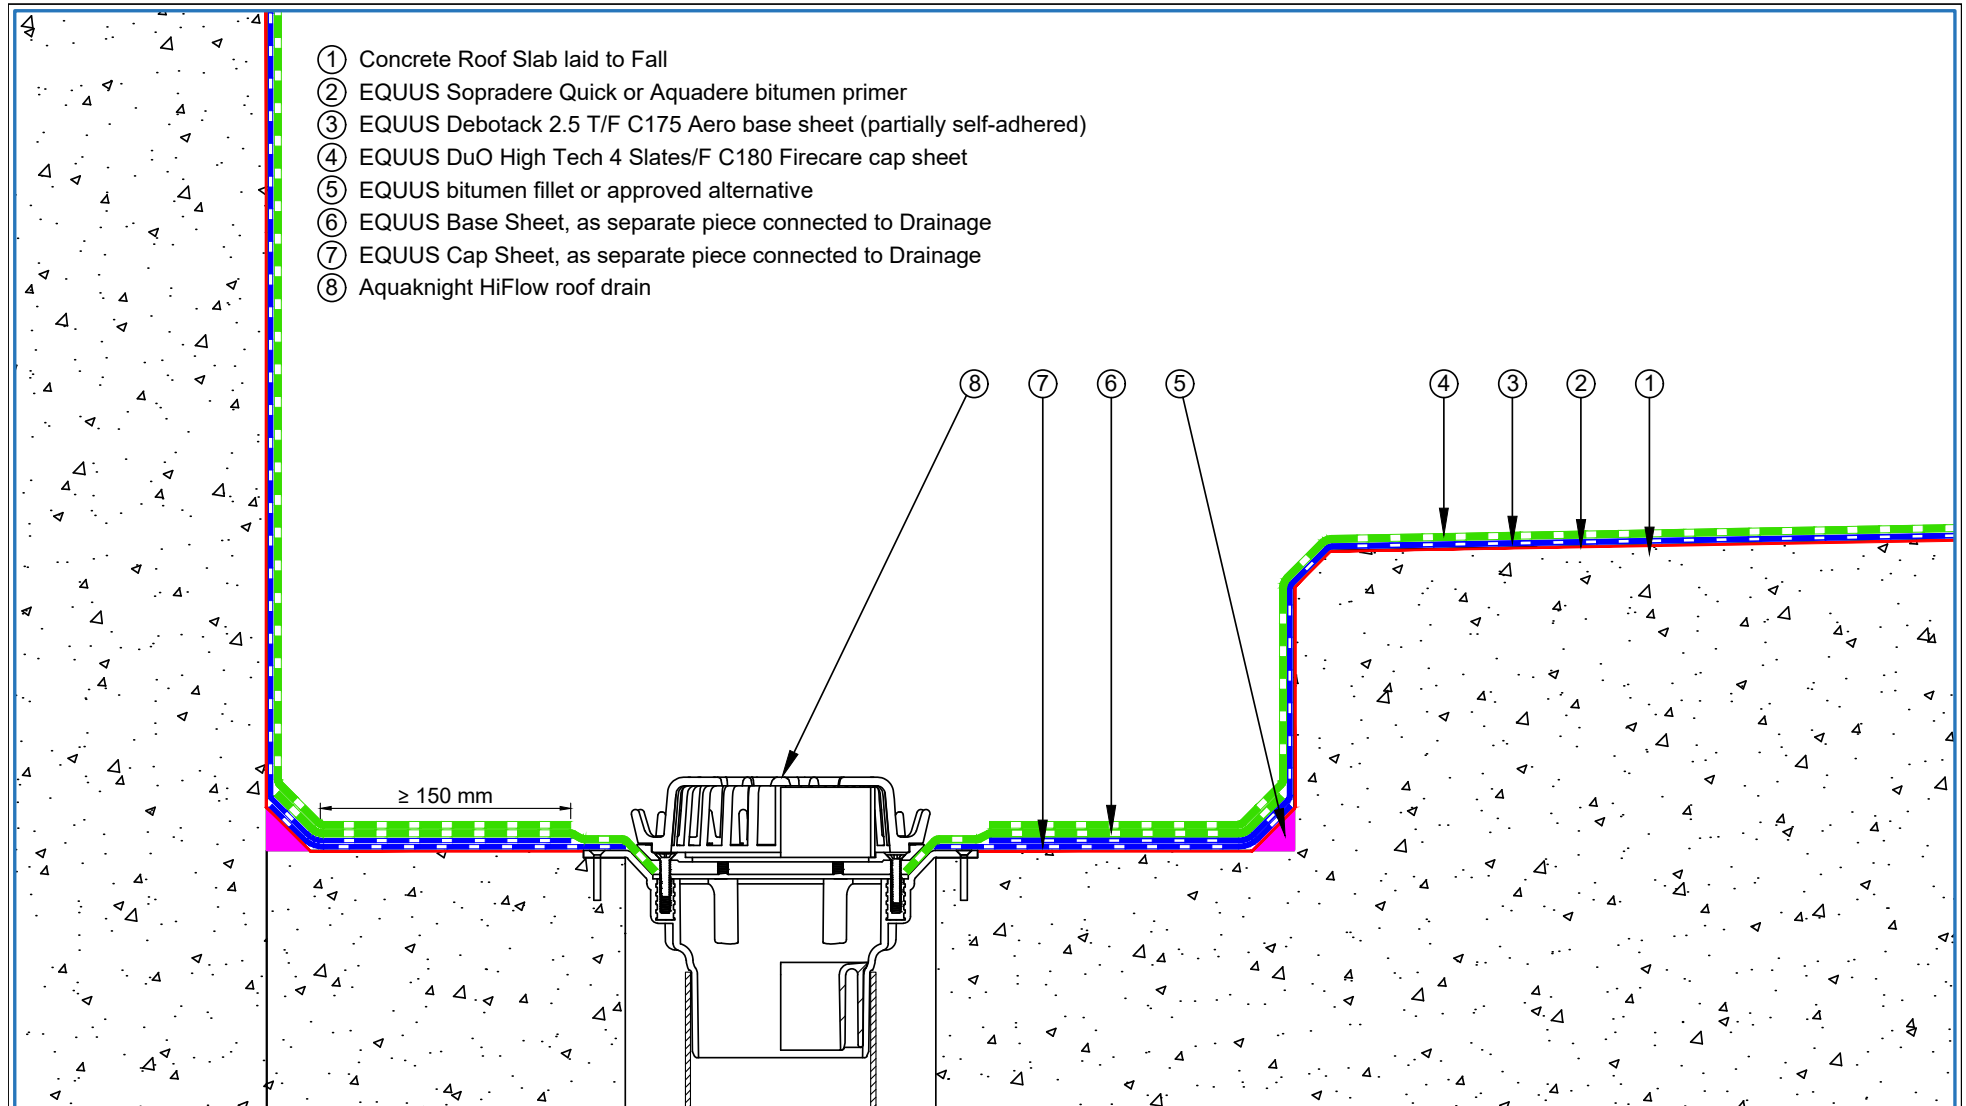 ① Concrete Roof Slab laid to Fall
② EQUUS Sopradere Quick or Aquadere bitumen primer
③ EQUUS Debotack 2.5 T/F C175 Aero base sheet (partially self-adhered)
④ EQUUS DuO High Tech 4 Slates/F C180 Firecare cap sheet
⑤ EQUUS bitumen fillet or approved alternative
⑥ EQUUS Base Sheet, as separate piece connected to Drainage
⑦ EQUUS Cap Sheet, as separate piece connected to Drainage
⑧ Aquaknight HiFlow roof drain
⑧ ⑦ ⑥ ⑤ ④ ③ ② ①
≥ 150 mm